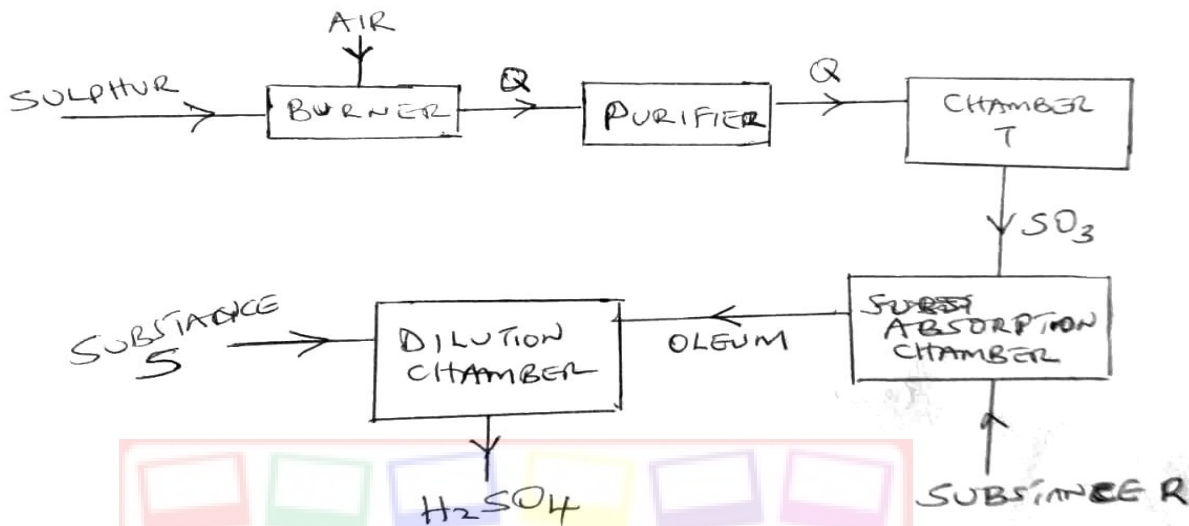 AIR
SULPHUR
BURNER
Q
PURIFIER
Q
CHAMBER
T
SO3
SUBSTANCE
S
DILUTION
CHAMBER
OLEUM
ABSORPTION
CHAMBER
H2SO4
SUBSTANCE R